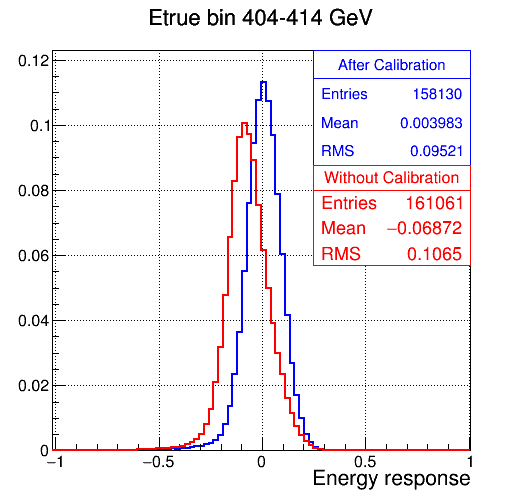 Etrue bin 404-414 GeV
0.12
0.1
0.08
0.06
0.04
0.02
0
After Calibration
Entries 158130
Mean 0.003983
RMS 0.09521
Without Calibration
Entries 161061
Mean −0.06872
RMS 0.1065
−1 −0.5 0 0.5 1
Energy response